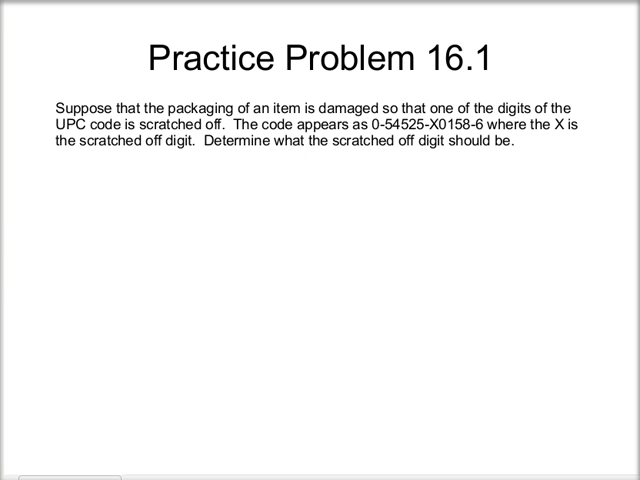 Practice Problem 16.1
Suppose that the packaging of an item is damaged so that one of the digits of the
UPC code is scratched off.  The code appears as 0-54525-X0158-6 where the X is
the scratched off digit.  Determine what the scratched off digit should be.